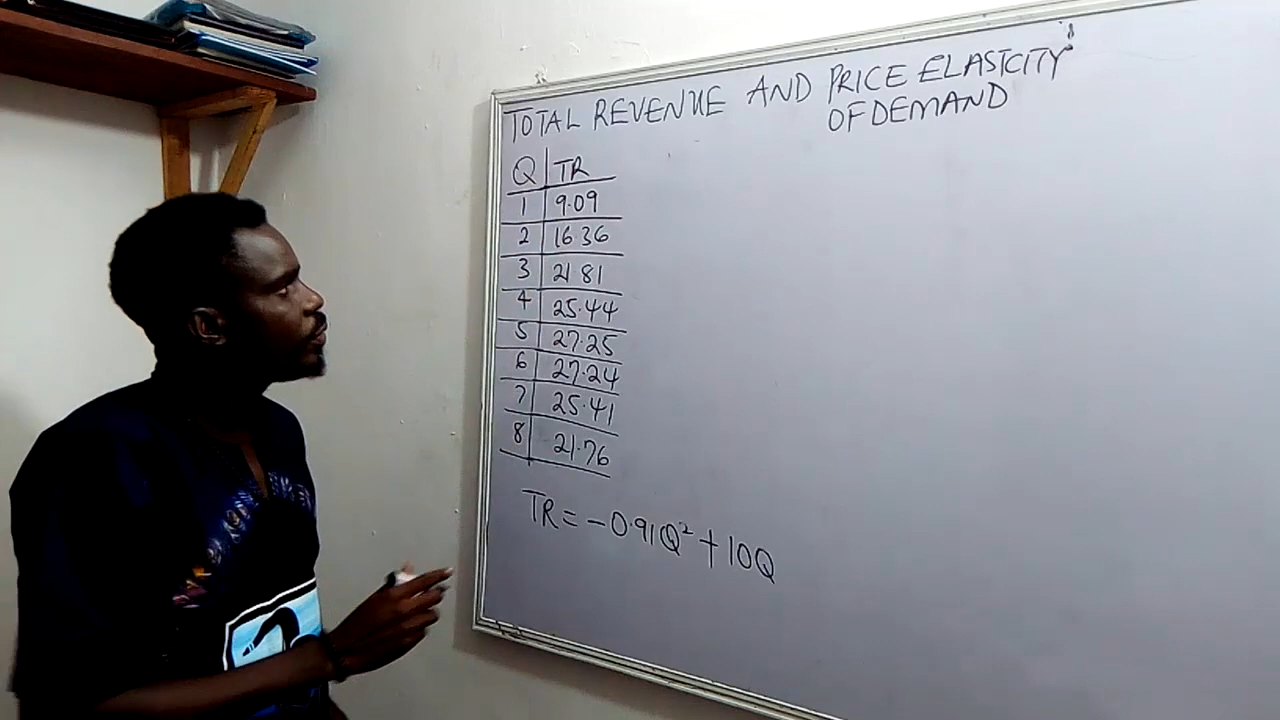 TOTAL REVENUE AND PRICE ELASTCITY
OF DEMAND
Q TR
1 9.09
2 16.36
3 21 81
4 25.44
5 27.25
6 27.24
7 25.41
8 21.76
TR = -0.91Q² + 10Q